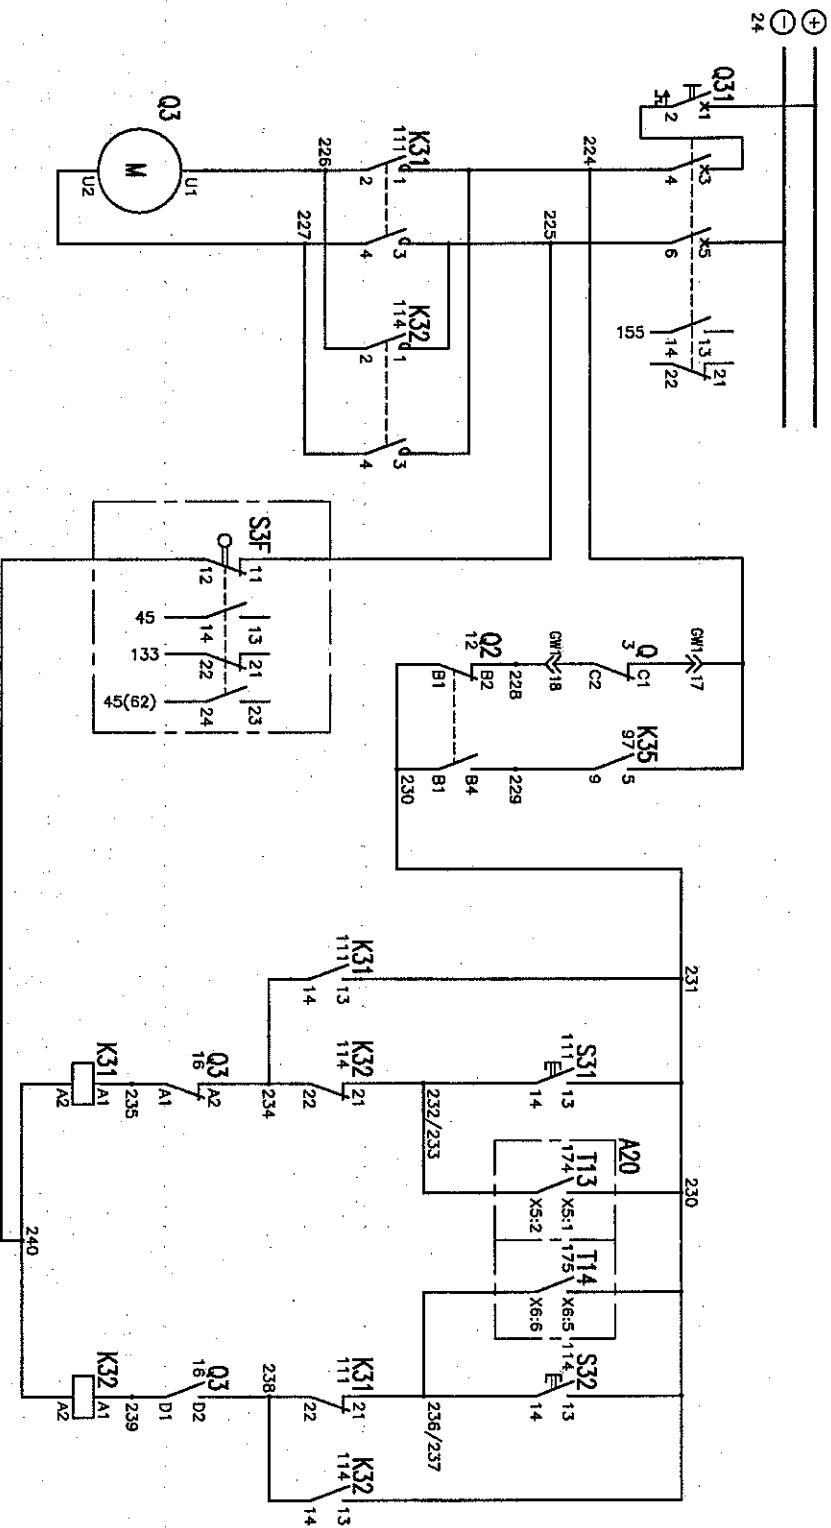 +
−
24
Q31
X1
2
X3
4
X5
6
13
14
155
21
22
224
225
K31
111
1
2
3
4
K32
114
1
2
3
4
226
227
Q3
M
U1
U2
S3F
11
12
13
14
45
21
22
133
23
24
45(62)
GW1
17
Q
3
C1
C2
GW1
18
228
Q2
12
B2
B1
K35
97
5
9
229
B4
B1
230
231
K31
111
13
14
S31
111
13
14
232/233
K32
114
21
22
234
Q3
16
A2
A1
235
K31
A1
A2
230
A20
T13
174
X5:1
X5:2
T14
175
X6:5
X6:6
S32
114
13
14
236/237
K31
111
21
22
238
Q3
16
D2
D1
239
K32
A1
A2
K32
114
13
14
240